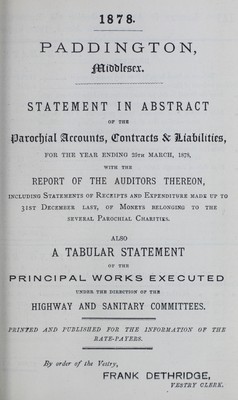 1878.
PADDINGTON,
Middlesex.
STATEMENT IN ABSTRACT
OF THE
Parochial Accounts, Contracts & Liabilities,
FOR THE YEAR ENDING 25TH MARCH, 1878,
WITH THE
REPORT OF THE AUDITORS THEREON,
INCLUDING STATEMENTS OF RECEIPTS AND EXPENDITURE MADE UP TO
31ST DECEMBER LAST, OF MONEYS BELONGING TO THE
SEVERAL PAROCHIAL CHARITIES.
ALSO
A TABULAR STATEMENT
OF THE
PRINCIPAL WORKS EXECUTED
UNDER THE DIRECTION OF THE
HIGHWAY AND SANITARY COMMITTEES.
PRINTED AND PUBLISHED FOR THE INFORMATION OF THE
RATE-PAYERS.
By order of the Vestry,
FRANK DETHRIDGE,
VESTRY CLERK.